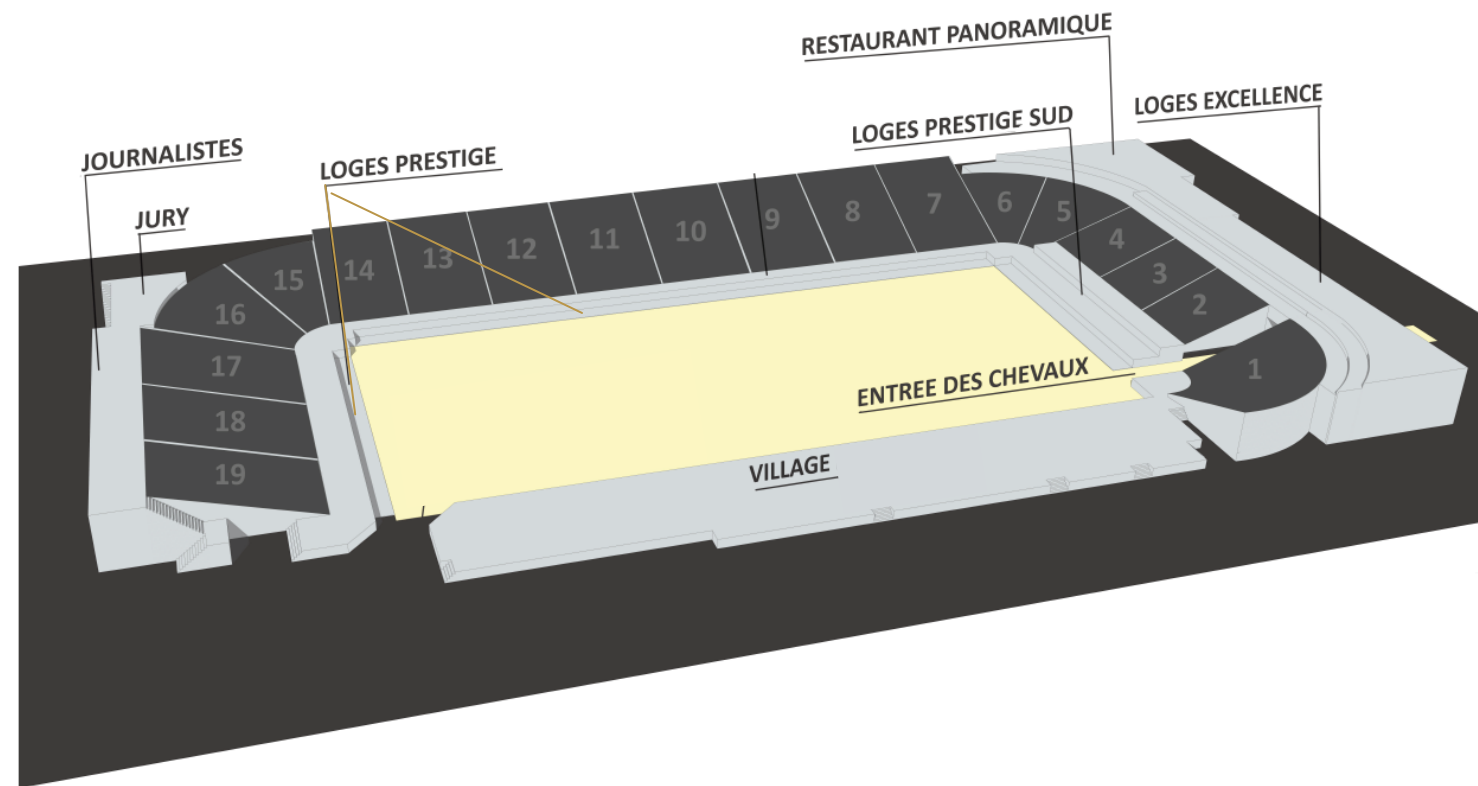 RESTAURANT PANORAMIQUE
LOGES EXCELLENCE
LOGES PRESTIGE SUD
JOURNALISTES
LOGES PRESTIGE
JURY
15
14
13
12
11
10
9
8
7
6
5
4
3
2
1
16
17
18
19
ENTREE DES CHEVAUX
VILLAGE